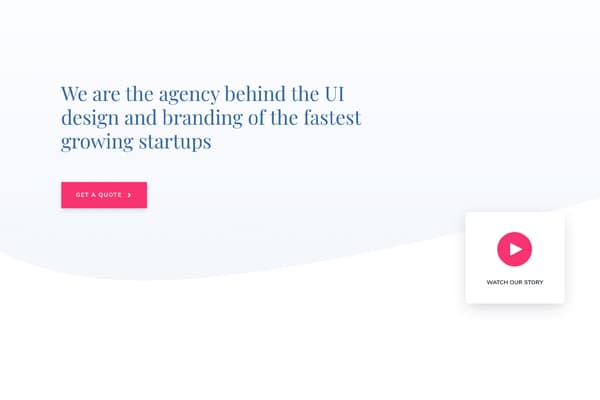 We are the agency behind the UI
design and branding of the fastest
growing startups
GET A QUOTE
WATCH OUR STORY